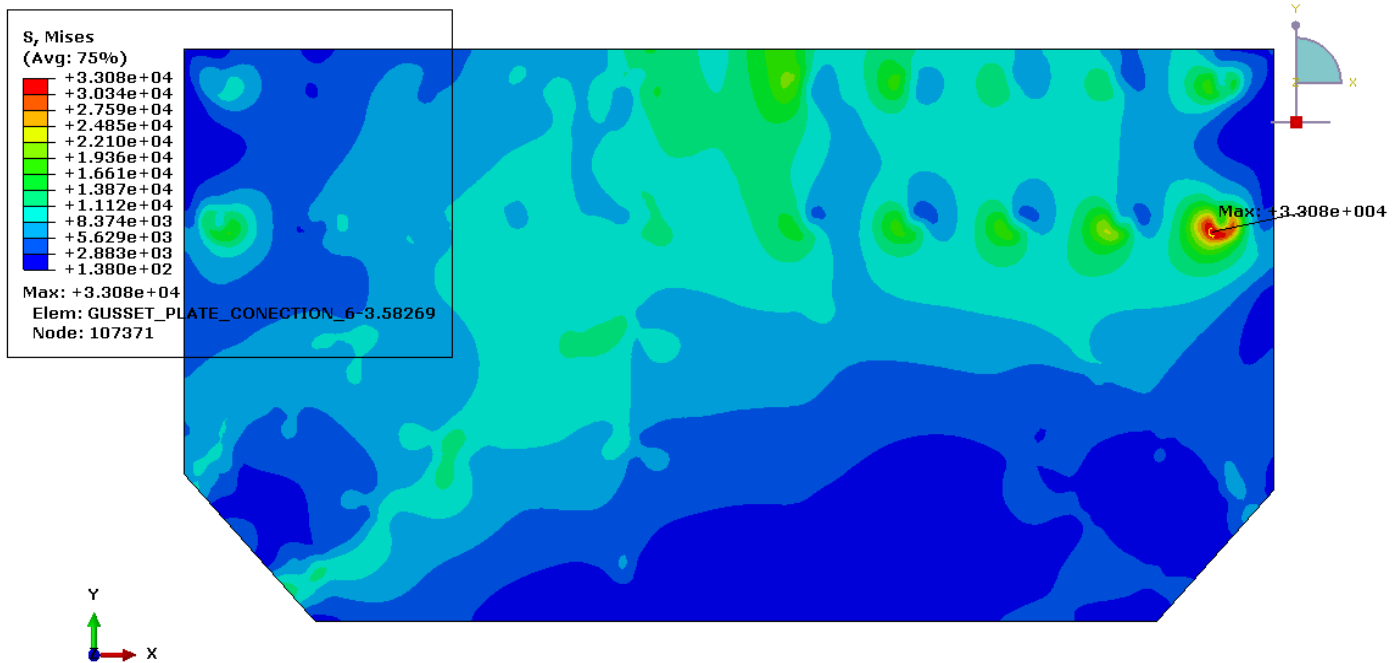 S, Mises
(Avg: 75%)
+3.308e+04
+3.034e+04
+2.759e+04
+2.485e+04
+2.210e+04
+1.936e+04
+1.661e+04
+1.387e+04
+1.112e+04
+8.374e+03
+5.629e+03
+2.883e+03
+1.380e+02
Max: +3.308e+04
Elem: GUSSET_PLATE_CONECTION_6-3.58269
Node: 107371
Y
Z
X
Max: +3.308e+004
Y
Z
X